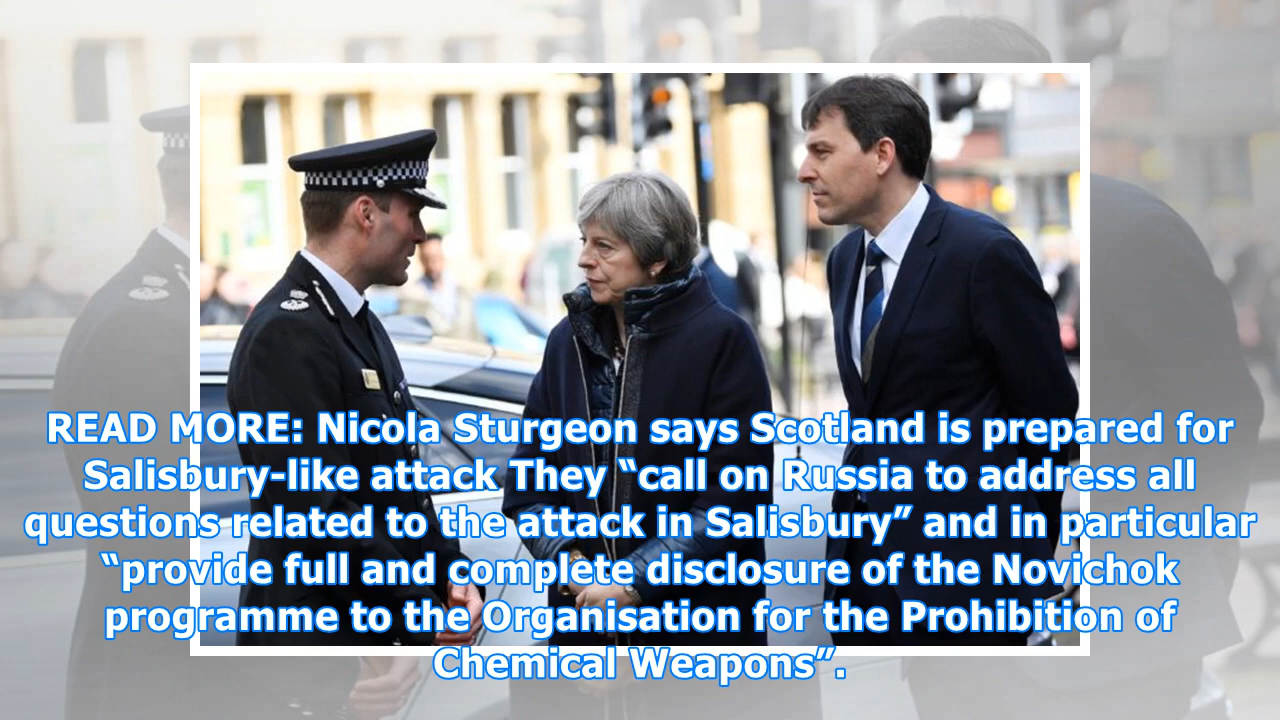 READ MORE: Nicola Sturgeon says Scotland is prepared for
Salisbury-like attack They “call on Russia to address all
questions related to the attack in Salisbury” and in particular
“provide full and complete disclosure of the Novichok
programme to the Organisation for the Prohibition of
Chemical Weapons”.